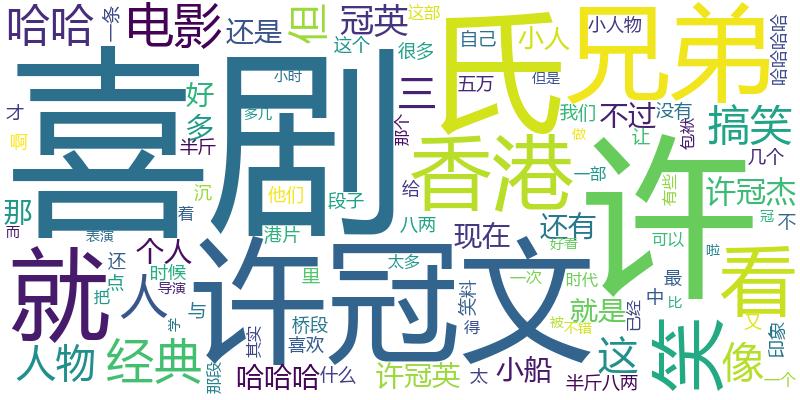 哈哈
一条
电影
还是
但
冠英
这部
这个
很多
自己
小人
小人物
兄弟
哈哈哈哈
喜剧
氏
小时
三
五万
但是
才
啊
好
多
半斤
多几
那个
我们
不过
没有
做
让
包袱
搞笑
几个
香港
许
那
沉
他们
段子
给
一部
有些
许冠杰
而
着
表演
港片
八两
现在
还有
好看
可以
冠
不
就
个人
还
点
时候
导演
把
人
与
许冠文
里
太多
一次
时代
就是
中
已经
最
比
啦
看
又
人物
经典
学
那段
其实
桥段
喜欢
笑料
得
被
不错
这
笑
像
印象
哈哈哈
什么
许冠英
太
小船
半斤八两
一个